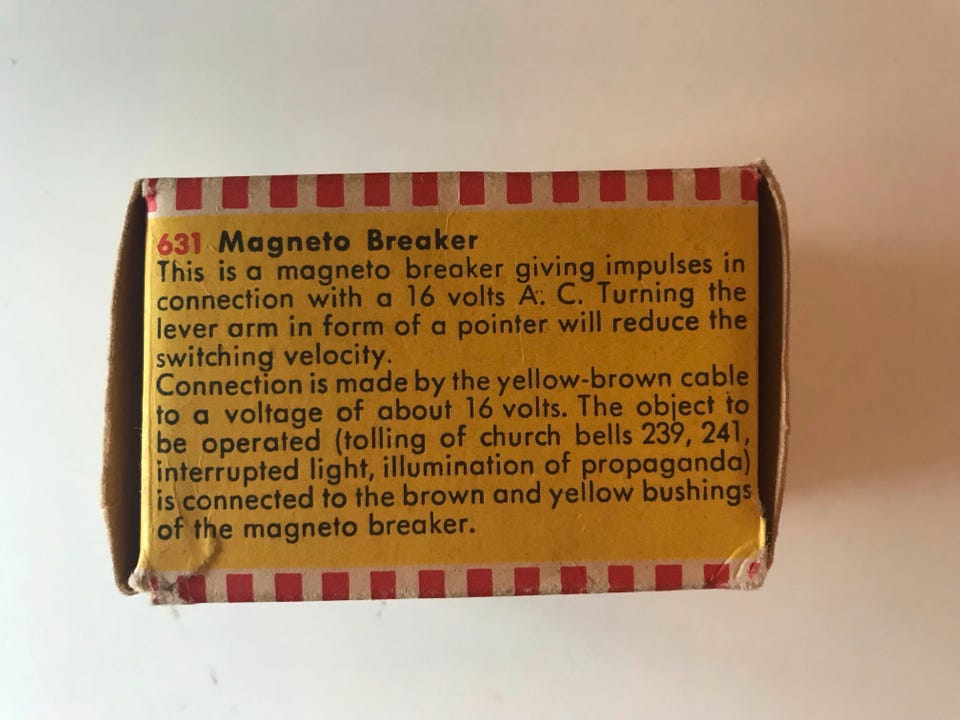 631 Magneto Breaker
This is a magneto breaker giving impulses in
connection with a 16 volts A. C. Turning the
lever arm in form of a pointer will reduce the
switching velocity.
Connection is made by the yellow-brown cable
to a voltage of about 16 volts. The object to
be operated (tolling of church bells 239, 241,
interrupted light, illumination of propaganda)
is connected to the brown and yellow bushings
of the magneto breaker.